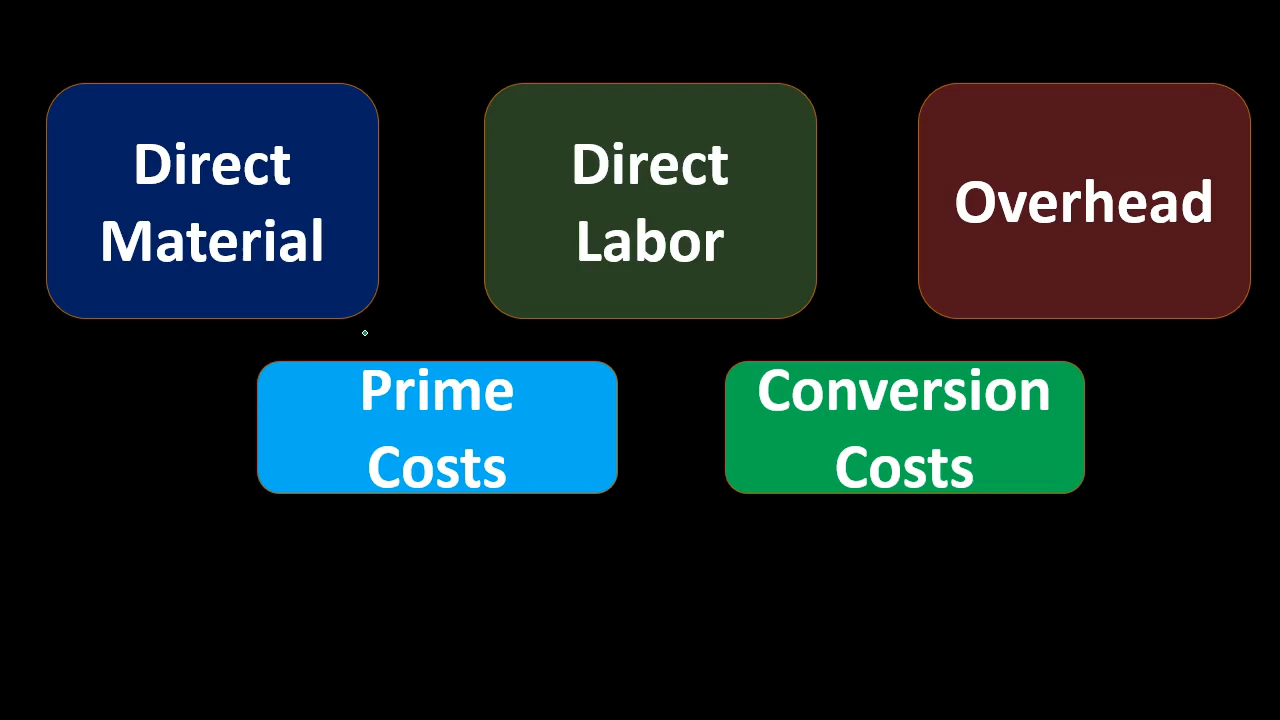 Direct
Material
Direct
Labor
Overhead
Prime
Costs
Conversion
Costs